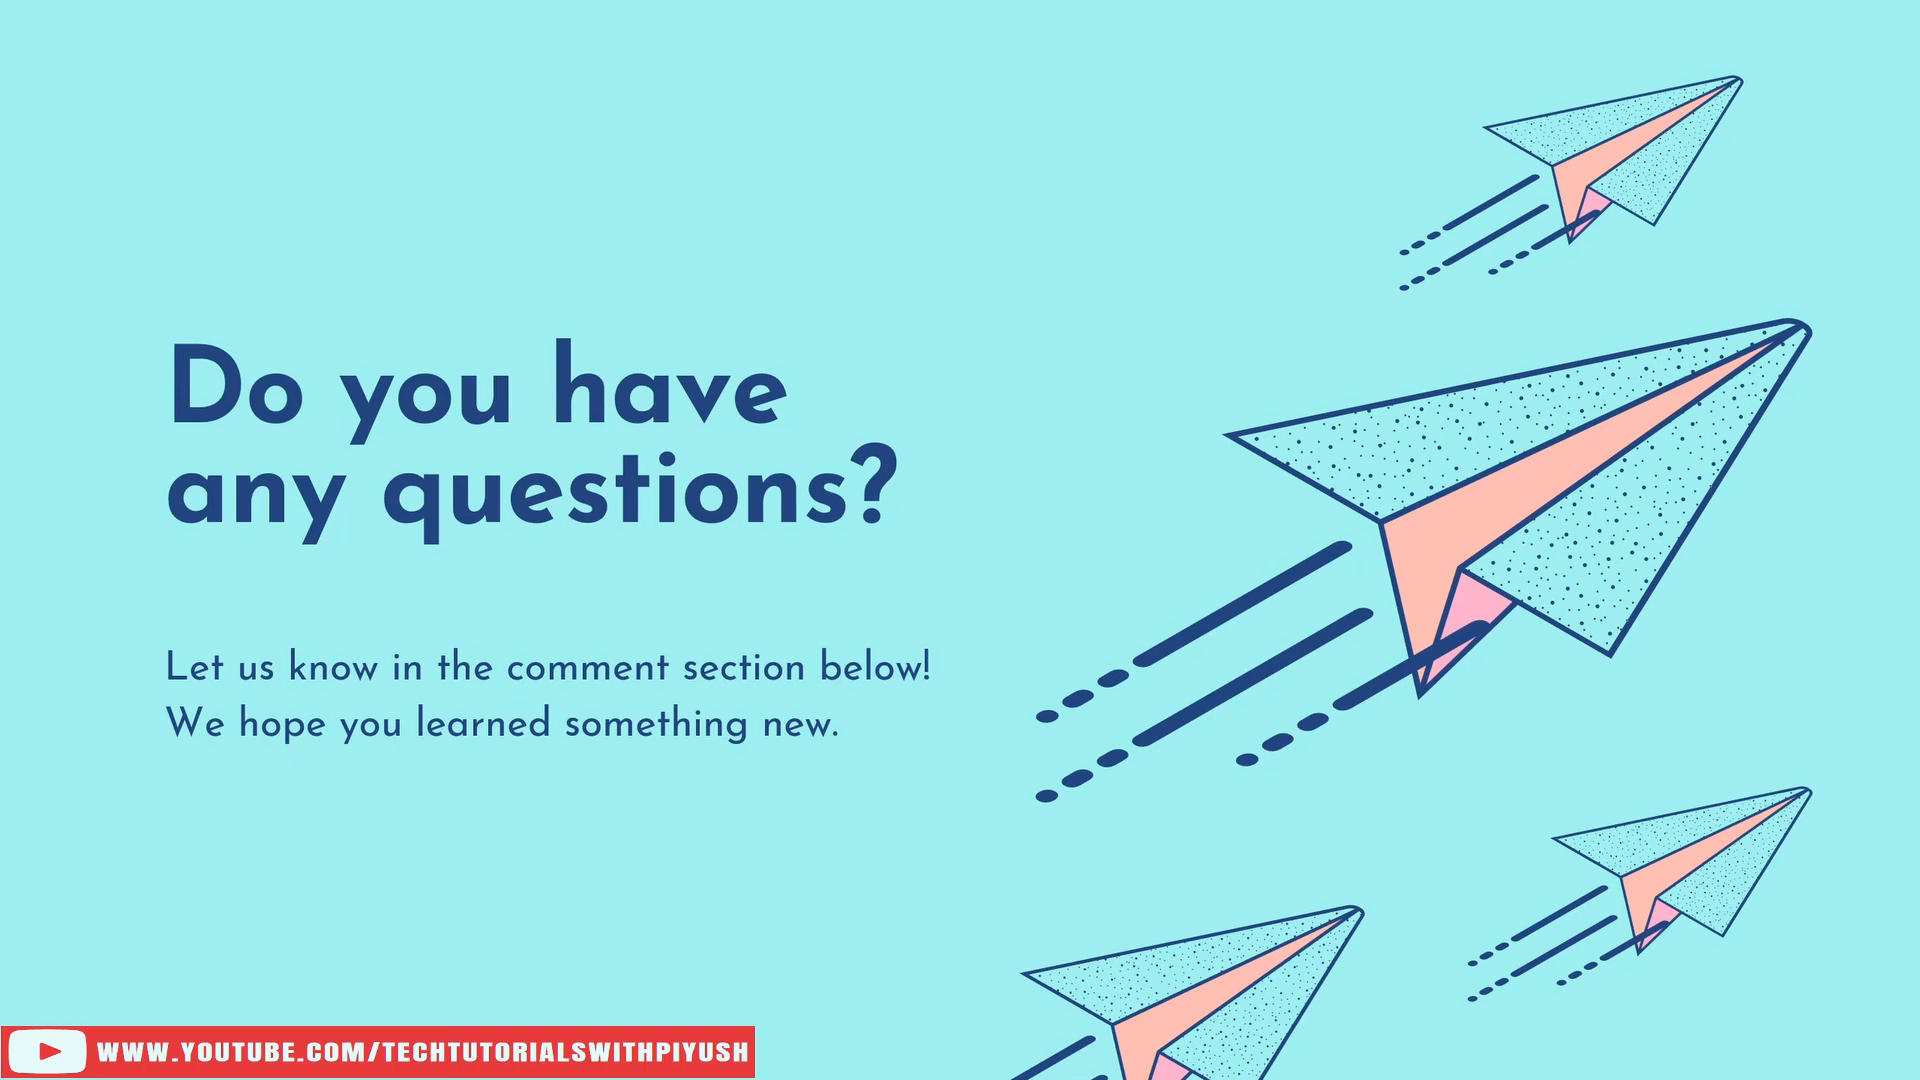 Do you have
any questions?
Let us know in the comment section below!
We hope you learned something new.
WWW.YOUTUBE.COM/TECHTUTORIALSWITHPIYUSH